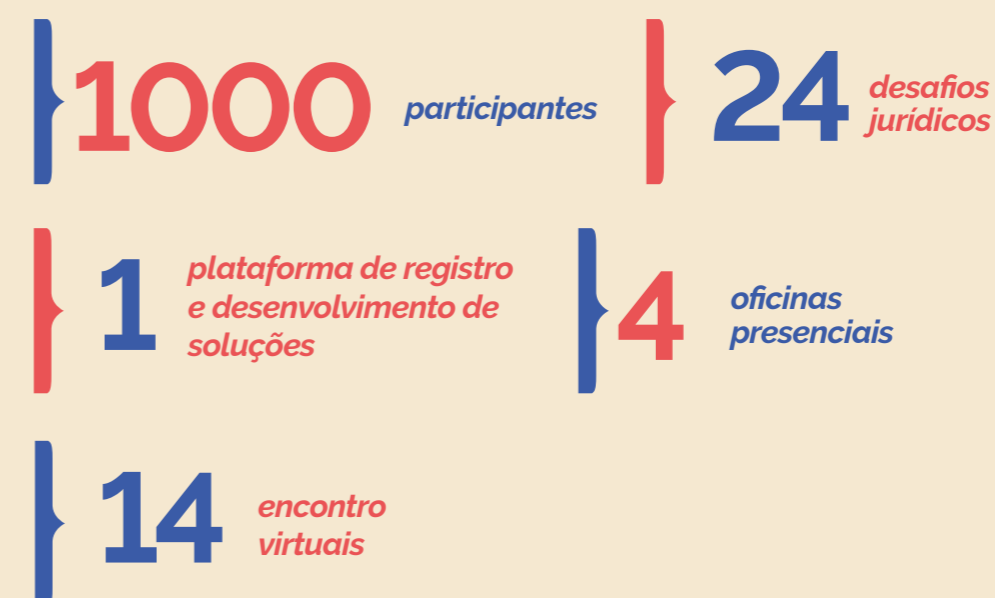 1000 participantes
24 desafios
jurídicos
1 plataforma de registro
e desenvolvimento de
soluções
4 oficinas
presenciais
14 encontro
virtuais